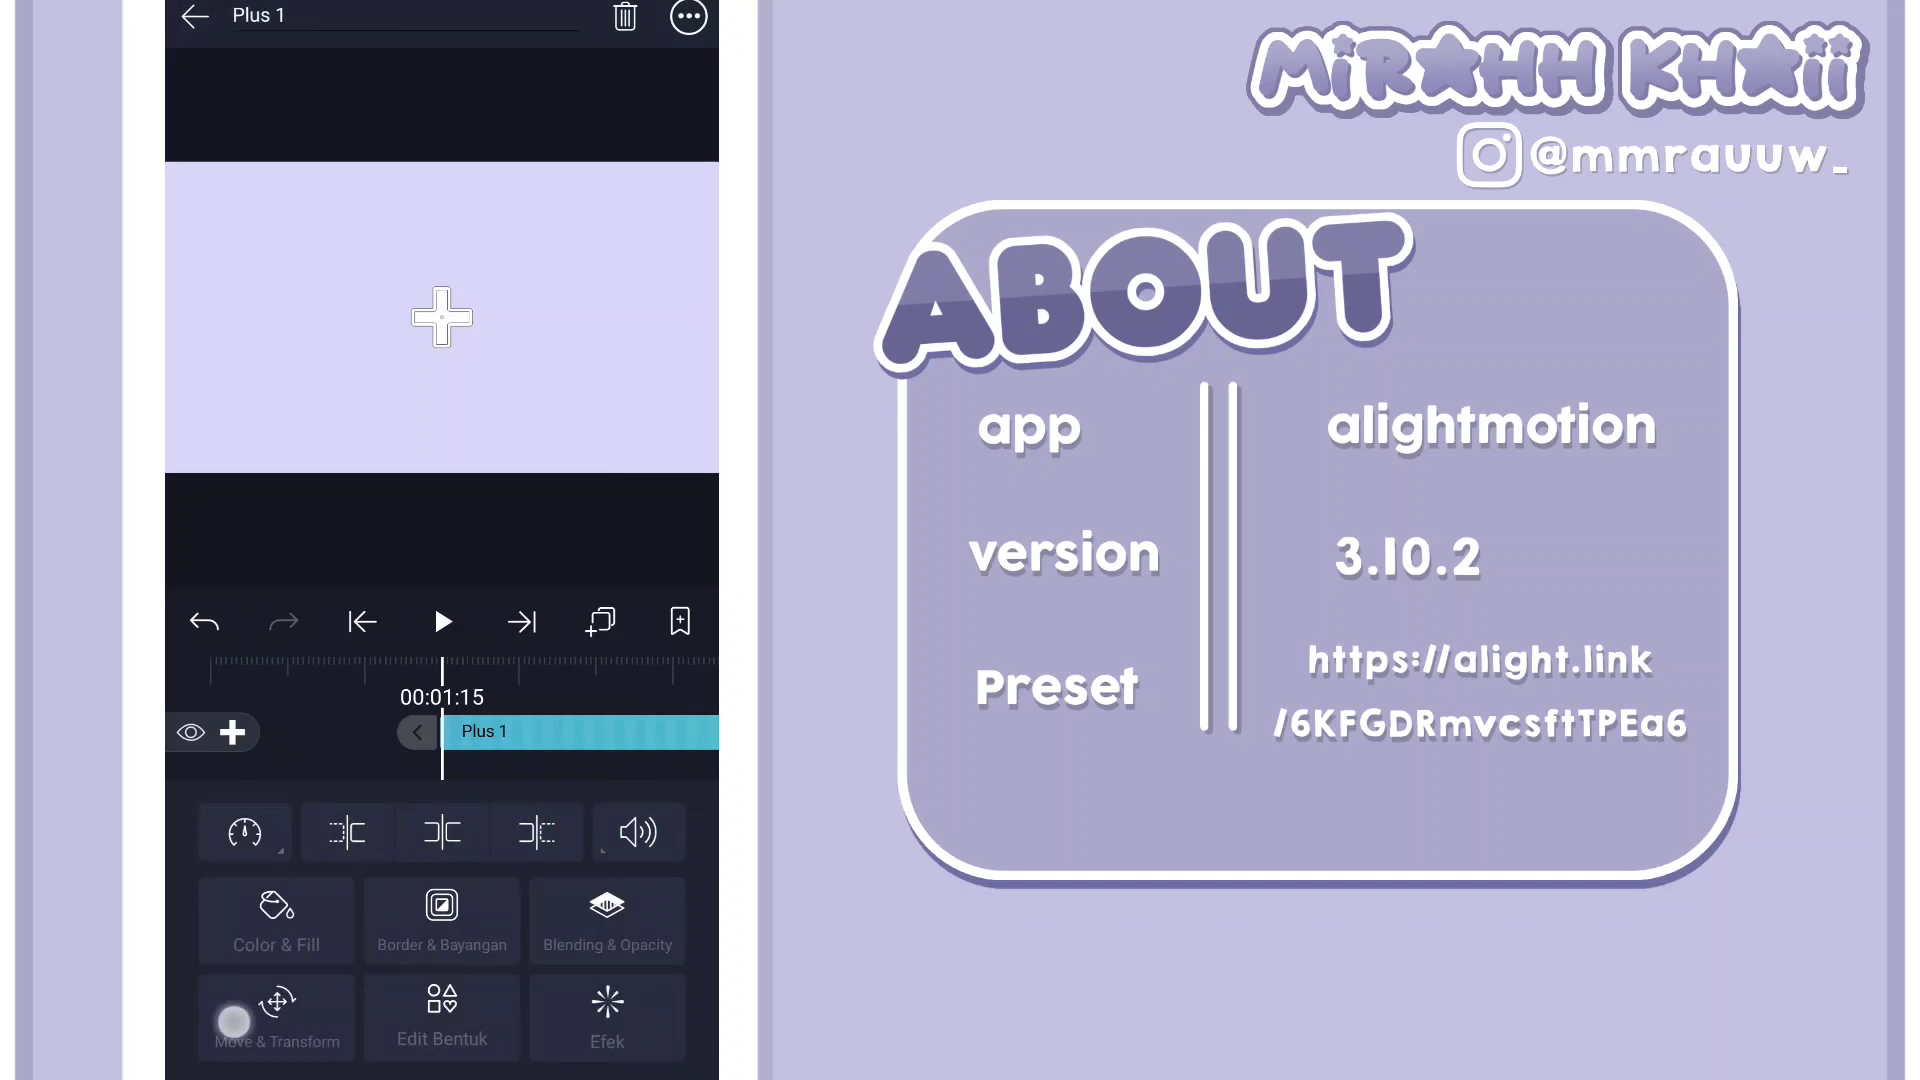 Plus 1
00:01:15
Plus 1
Color & Fill
Border & Bayangan
Blending & Opacity
Move & Transform
Edit Bentuk
Efek
MiRAHH KHAii
@mmrauuw_
ABOUT
app
alightmotion
version
3.10.2
Preset
https://alight.link
/6KFGDRmvcsftTPEa6